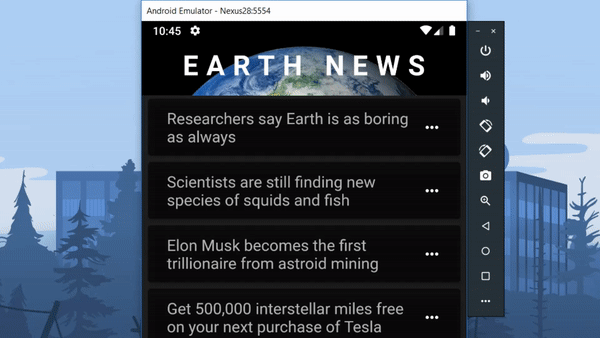 Android Emulator - Nexus28:5554
10:45
EARTH NEWS
Researchers say Earth is as boring
as always
Scientists are still finding new
species of squids and fish
Elon Musk becomes the first
trillionaire from astroid mining
Get 500,000 interstellar miles free
on your next purchase of Tesla